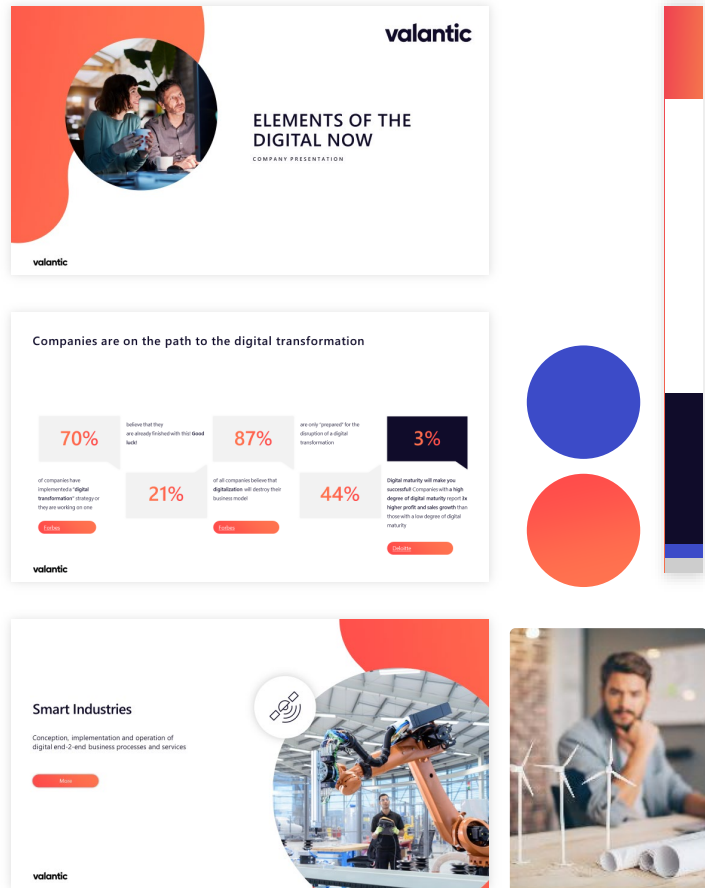 valantic
ELEMENTS OF THE
DIGITAL NOW
COMPANY PRESENTATION
valantic
Companies are on the path to the digital transformation
70%
of companies have
implemented a "digital
transformation" strategy or
they are working on one
Forbes
believe that they
are already finished with this! Good
luck!
21%
87%
of all companies believe that
digitalization will destroy their
business model
Forbes
are only "prepared" for the
disruption of a digital
transformation
44%
3%
Digital maturity will make you
successful! Companies with a high
degree of digital maturity report 3x
higher profit and sales growth than
those with a low degree of digital
maturity
Deloitte
valantic
Smart Industries
Conception, implementation and operation of
digital end-2-end business processes and services
More
valantic